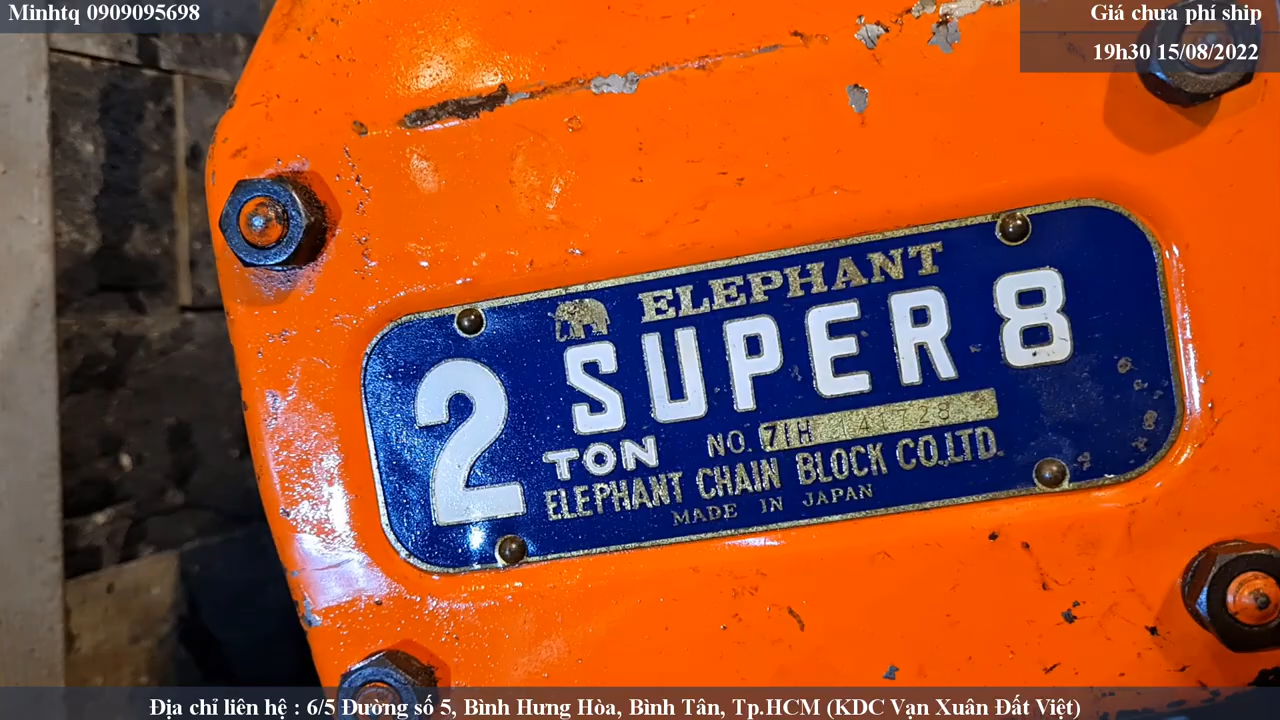 Minhtq 0909095698
Giá chưa phí ship
19h30 15/08/2022
ELEPHANT
SUPER 8
2 TON
NO. 71H 141728
ELEPHANT CHAIN BLOCK CO.,LTD.
MADE IN JAPAN
Địa chỉ liên hệ : 6/5 Đường số 5, Bình Hưng Hòa, Bình Tân, Tp.HCM (KDC Vạn Xuân Đất Việt)